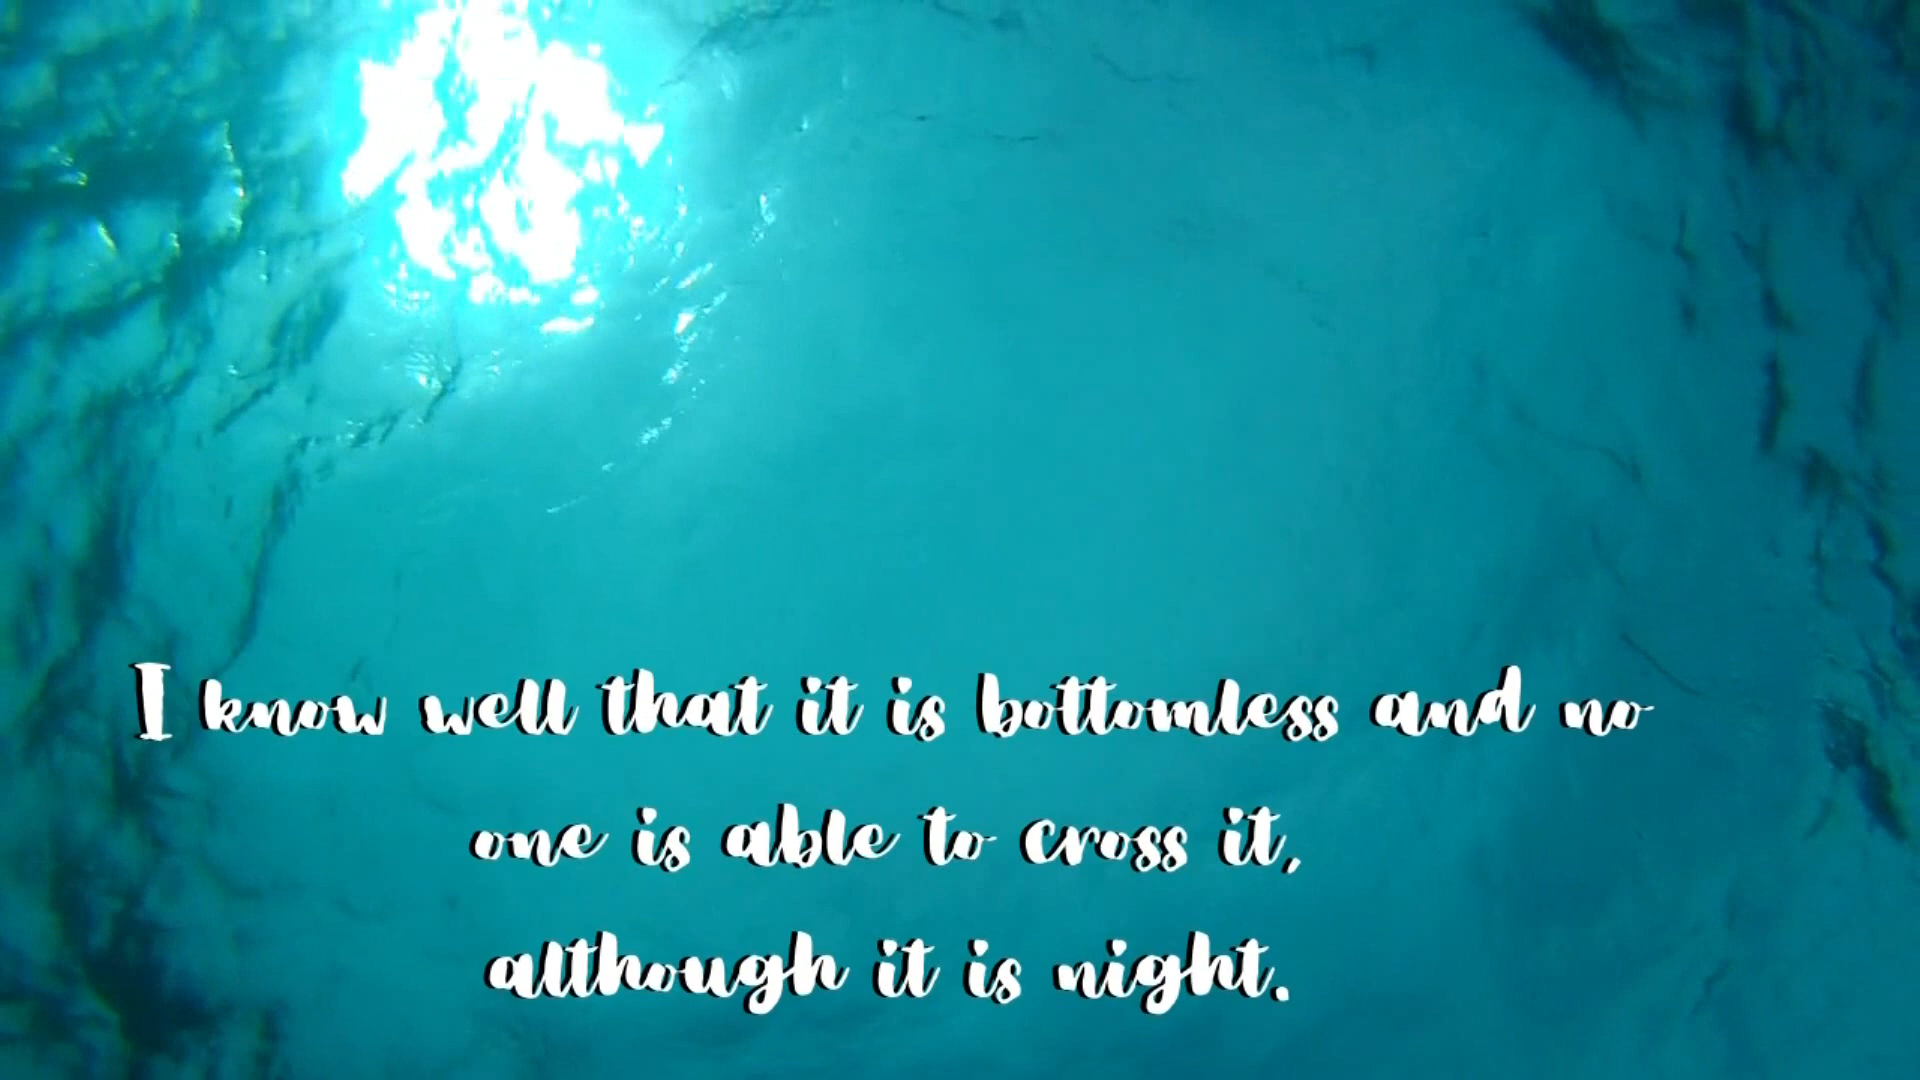 I know well that it is bottomless and no
one is able to cross it,
although it is night.